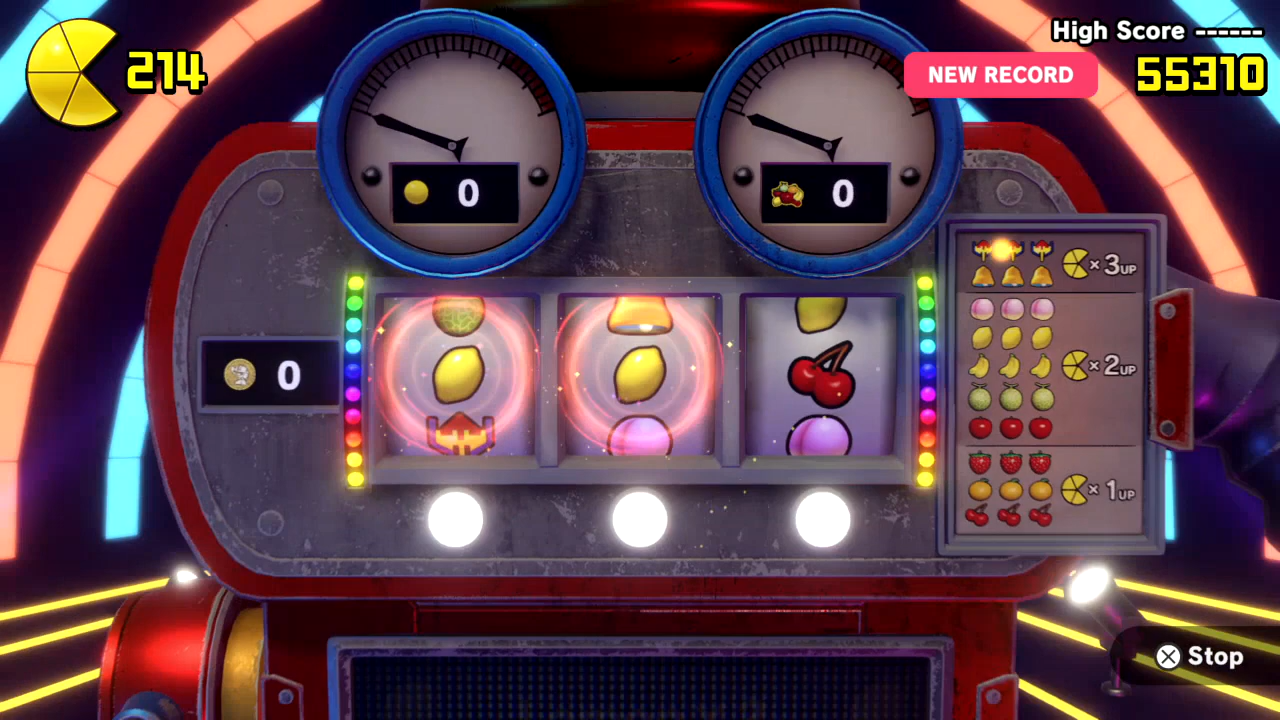 High Score ------
214
NEW RECORD
55310
0
0
× 3UP
0
× 2UP
× 1UP
Stop